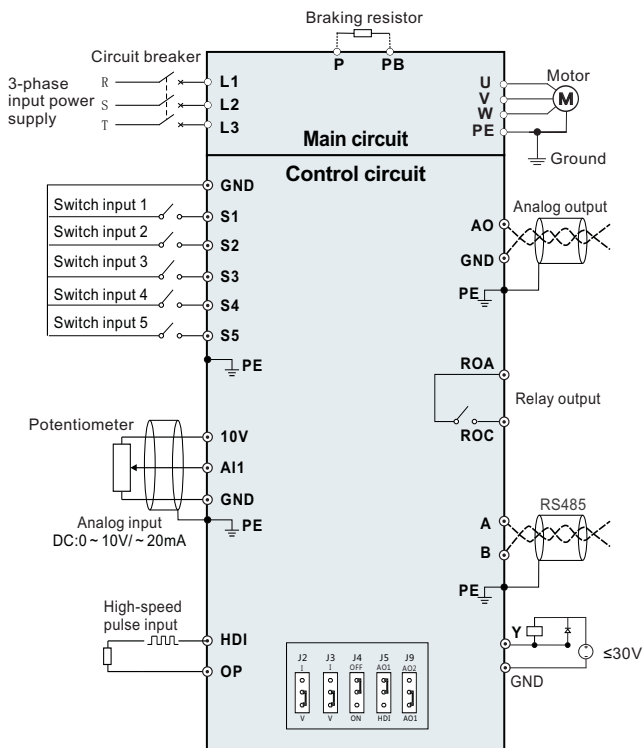 Braking resistor
P PB
Circuit breaker
3-phase
input power
supply
R
S
T
L1
L2
L3
U
V
W
PE
Motor
M
Main circuit
Ground
Control circuit
GND
Switch input 1
S1
Switch input 2
S2
Switch input 3
S3
Switch input 4
S4
Switch input 5
S5
PE
Analog output
AO
GND
PE
ROA
Relay output
ROC
Potentiometer
10V
AI1
GND
PE
Analog input
DC:0 ~ 10V/ ~ 20mA
RS485
A
B
PE
High-speed
pulse input
HDI
OP
Y
≤30V
GND
J2 J3 J4 J5 J9
I I OFF AO1 AO2
V V ON HDI AO1